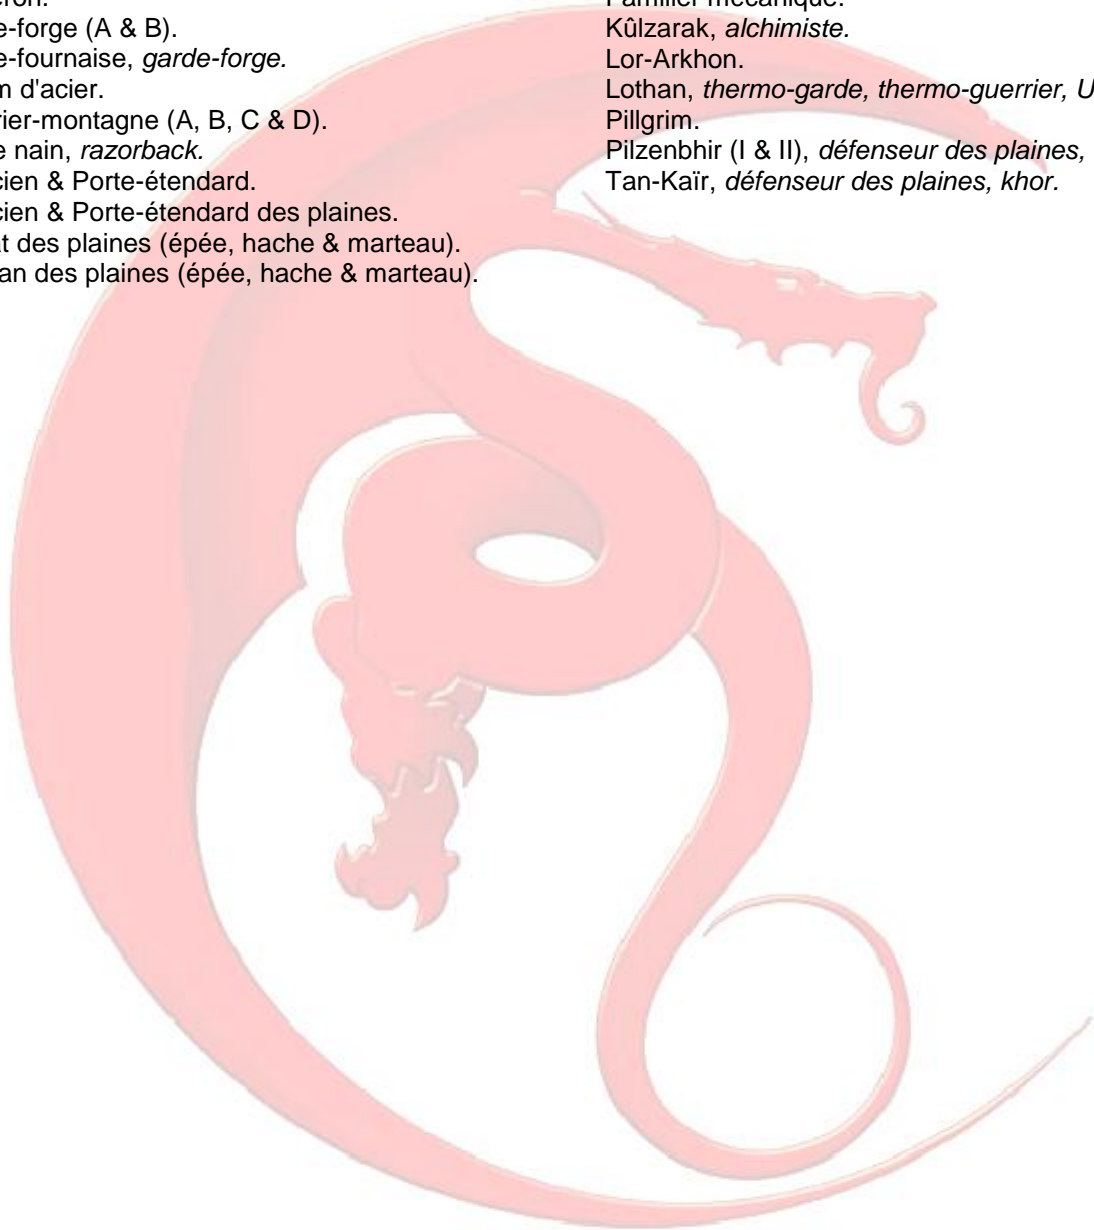 e-forge (A & B).
e-fournaise, garde-forge.
m d'acier.
rier-montagne (A, B, C & D).
e nain, razorback.
cien & Porte-étendard.
cien & Porte-étendard des plaines.
at des plaines (épée, hache & marteau).
an des plaines (épée, hache & marteau).
Familier mécanique.
Kûlzarak, alchimiste.
Lor-Arkhon.
Lothan, thermo-garde, thermo-guerrier, U
Pillgrim.
Pilzenbhir (I & II), défenseur des plaines,
Tan-Kaïr, défenseur des plaines, khor.